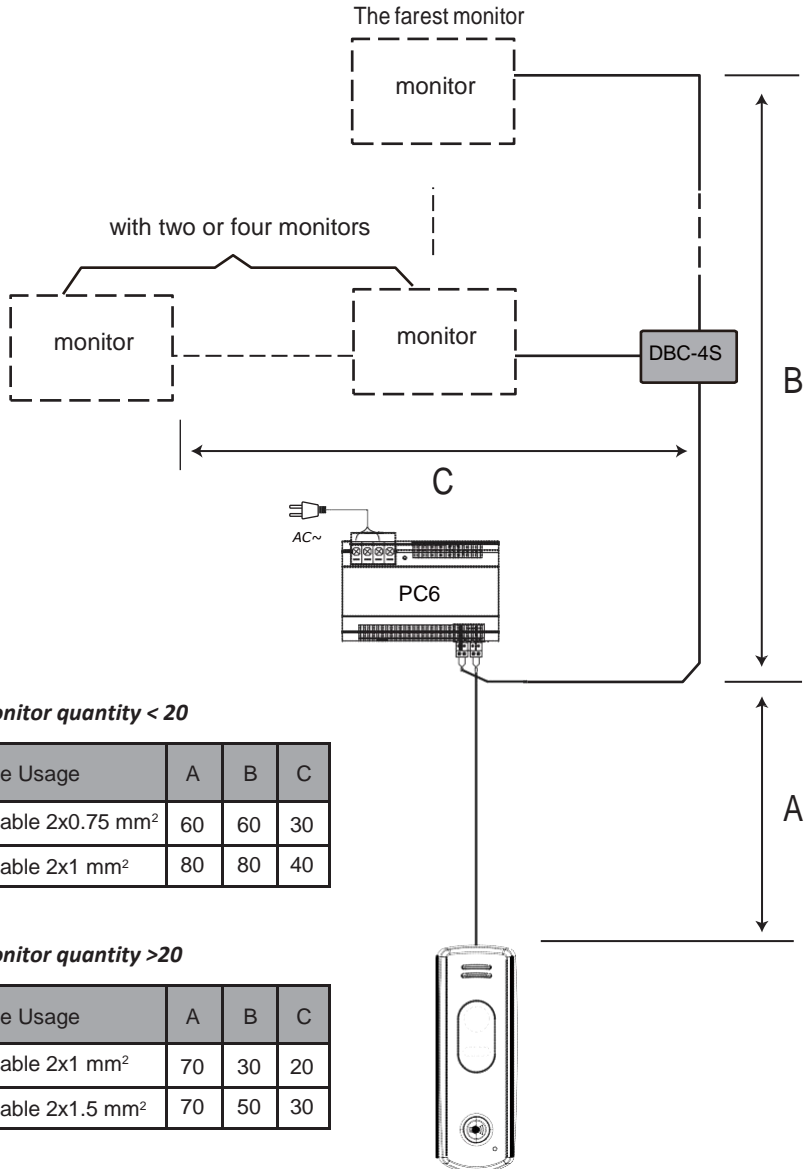 The farest monitor
monitor
with two or four monitors
monitor
monitor
DBC-4S
B
C
AC~
PC6
onitor quantity < 20
e Usage A B C
able 2x0.75 mm² 60 60 30
able 2x1 mm² 80 80 40
A
onitor quantity >20
e Usage A B C
able 2x1 mm² 70 30 20
able 2x1.5 mm² 70 50 30